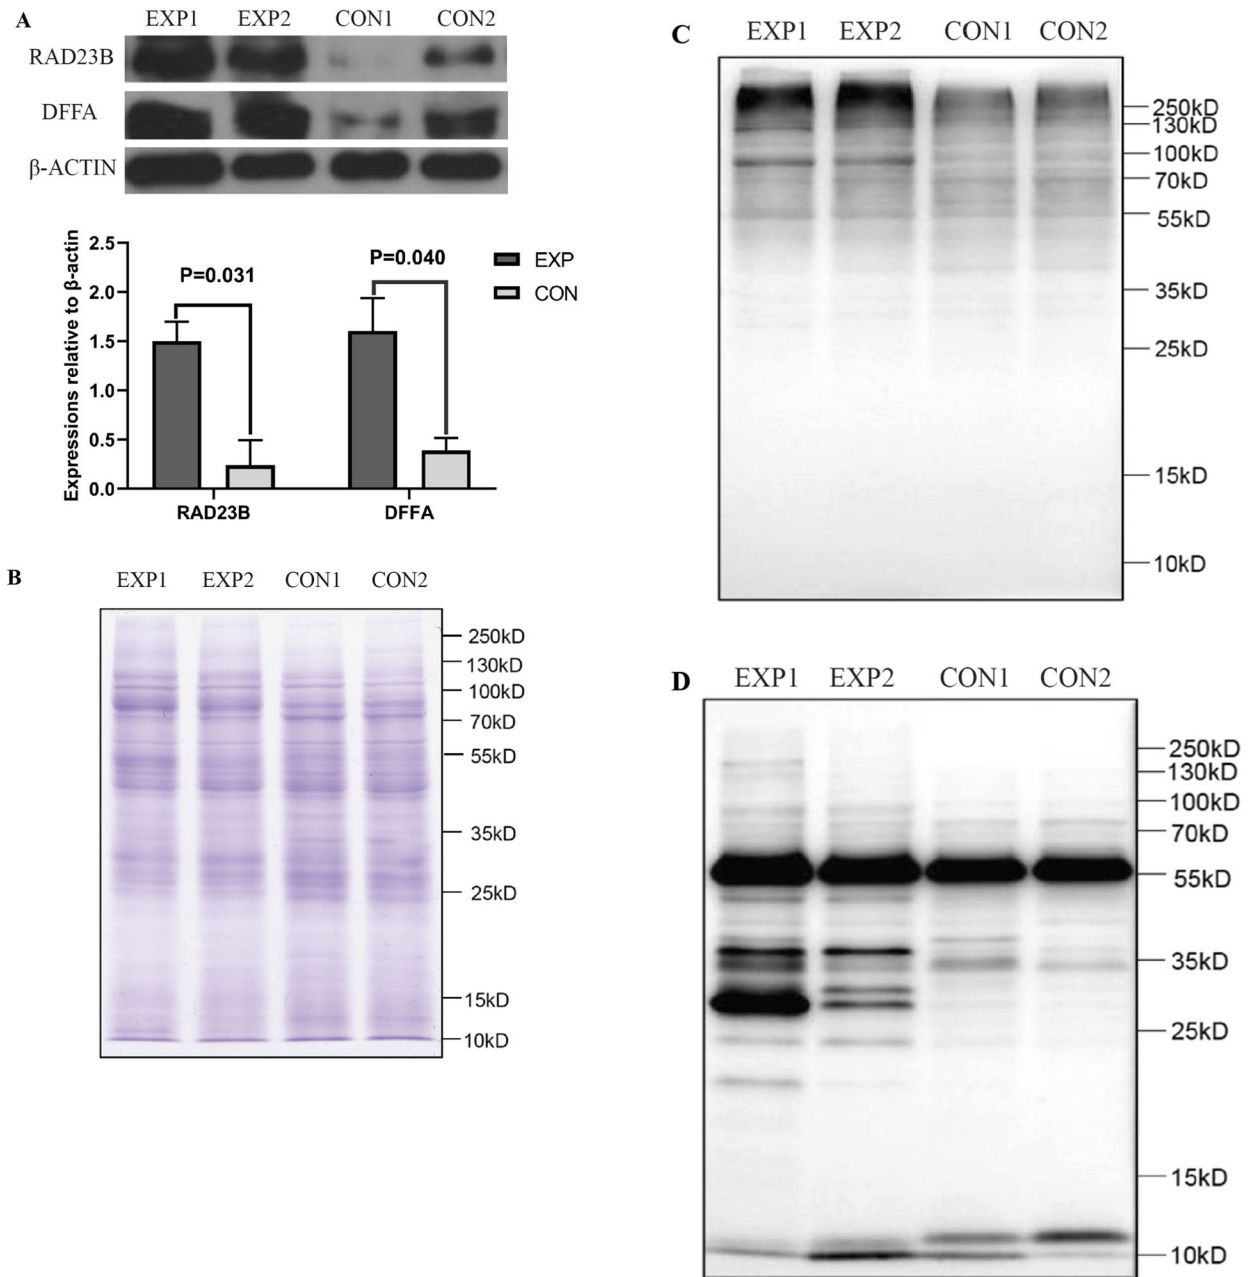 A
EXP1 EXP2 CON1 CON2
RAD23B
DFFA
β-ACTIN
Expressions relative to β-actin
2.5
2.0
1.5
1.0
0.5
0.0
P=0.031
P=0.040
EXP
CON
RAD23B DFFA
B
EXP1 EXP2 CON1 CON2
250kD
130kD
100kD
70kD
55kD
35kD
25kD
15kD
10kD
C
EXP1 EXP2 CON1 CON2
250kD
130kD
100kD
70kD
55kD
35kD
25kD
15kD
10kD
D
EXP1 EXP2 CON1 CON2
250kD
130kD
100kD
70kD
55kD
35kD
25kD
15kD
10kD